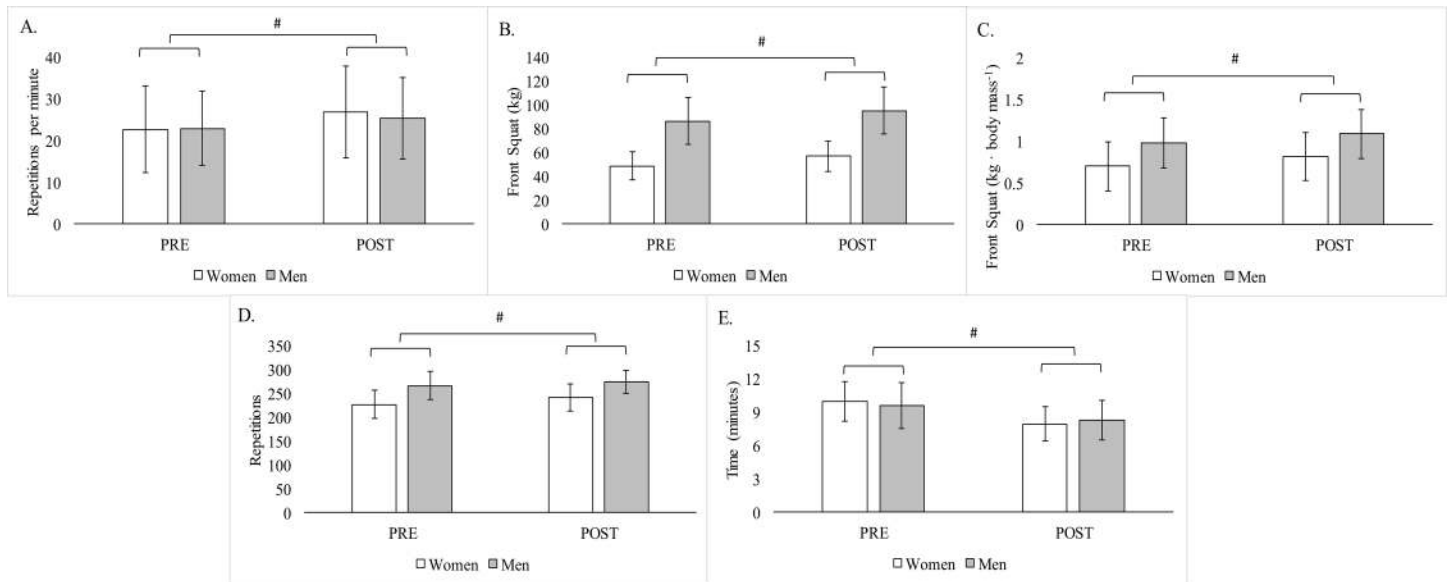 A.
#
Repetitions per minute
40
30
20
10
0
PRE POST
Women Men
B.
#
Front Squat (kg)
140
120
100
80
60
40
20
0
PRE POST
Women Men
C.
#
Front Squat (kg · body mass⁻¹)
2
1.5
1
0.5
0
PRE POST
Women Men
D.
#
Repetitions
350
300
250
200
150
100
50
0
PRE POST
Women Men
E.
#
Time (minutes)
15
12
9
6
3
0
PRE POST
Women Men